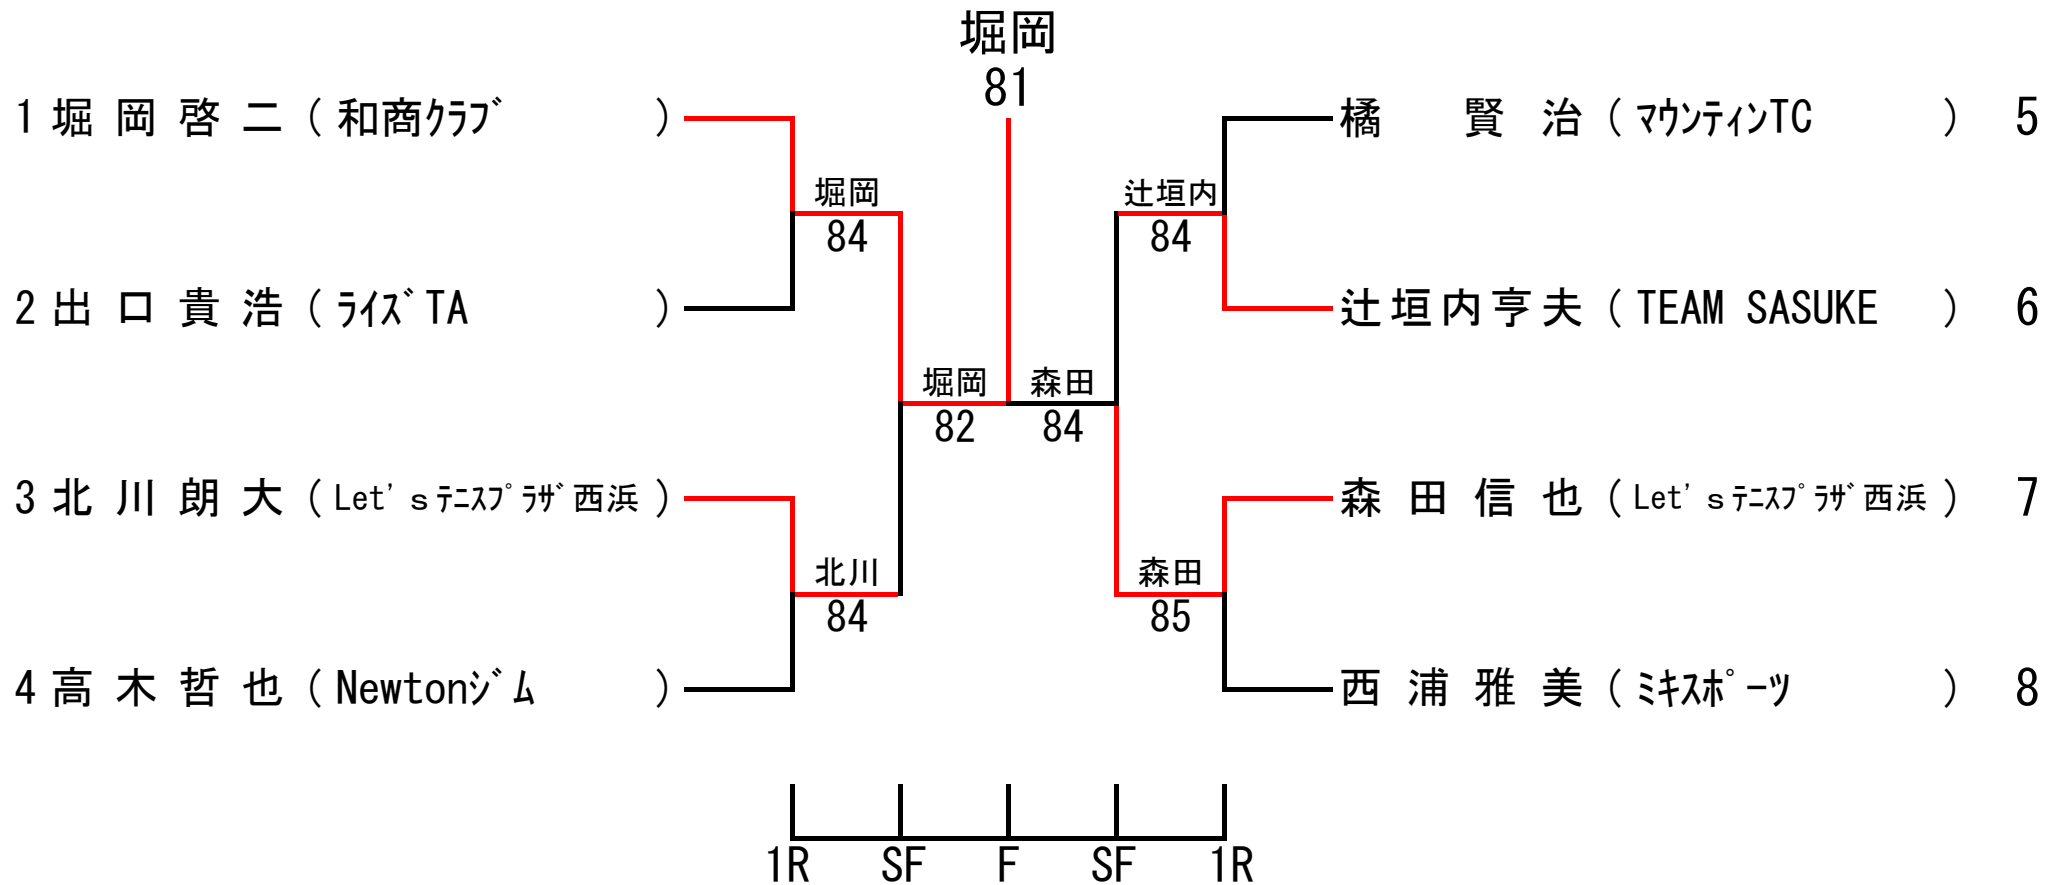 堀岡
81
1 堀岡啓二 ( 和商ｸﾗﾌﾞ )
橘 賢治 ( ﾏｳﾝﾃｨﾝTC ) 5
堀岡
84
辻垣内
84
2 出口貴浩 ( ﾗｲｽﾞTA )
辻垣内亨夫 ( TEAM SASUKE ) 6
堀岡
82
森田
84
3 北川朗大 ( Let'ｓﾃﾆｽﾌﾟﾗｻﾞ西浜 )
森田信也 ( Let'ｓﾃﾆｽﾌﾟﾗｻﾞ西浜 ) 7
北川
84
森田
85
4 高木哲也 ( Newtonｼﾞﾑ )
西浦雅美 ( ﾐｷｽﾎﾟｰﾂ ) 8
1R SF F SF 1R